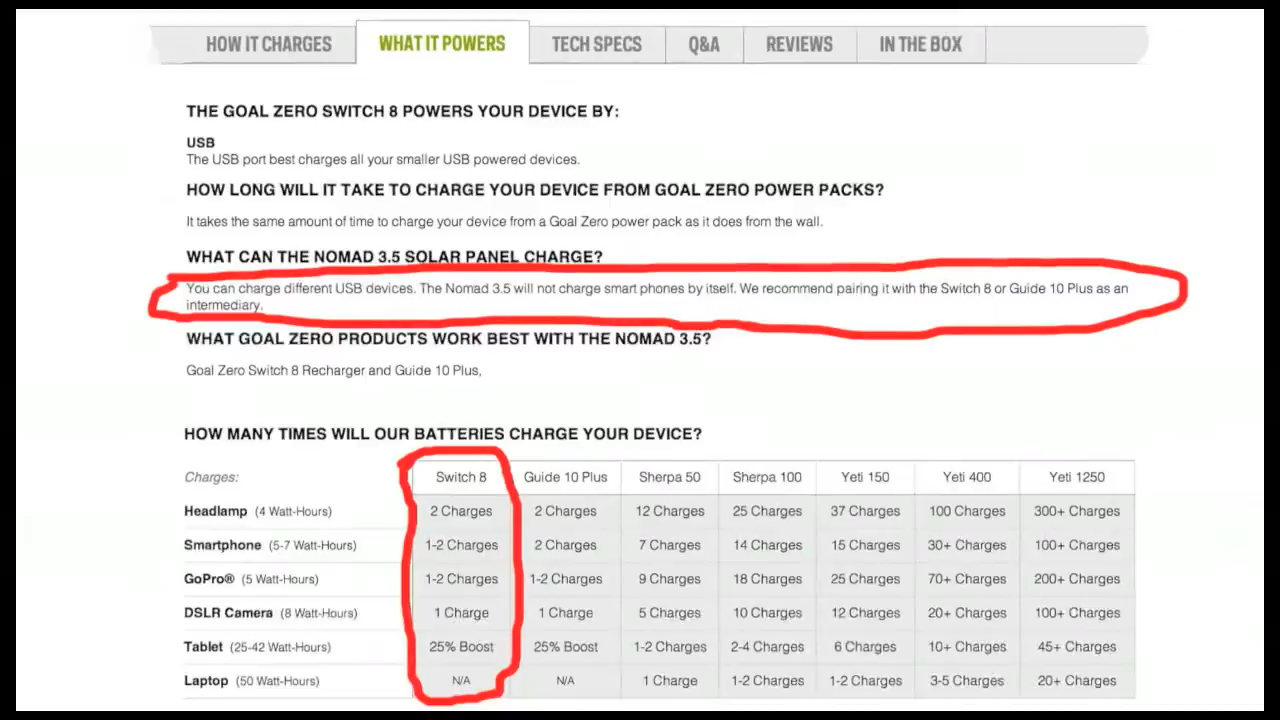 HOW IT CHARGES WHAT IT POWERS TECH SPECS Q&A REVIEWS IN THE BOX
THE GOAL ZERO SWITCH 8 POWERS YOUR DEVICE BY:
USB
The USB port best charges all your smaller USB powered devices.
HOW LONG WILL IT TAKE TO CHARGE YOUR DEVICE FROM GOAL ZERO POWER PACKS?
It takes the same amount of time to charge your device from a Goal Zero power pack as it does from the wall.
WHAT CAN THE NOMAD 3.5 SOLAR PANEL CHARGE?
You can charge different USB devices. The Nomad 3.5 will not charge smart phones by itself. We recommend pairing it with the Switch 8 or Guide 10 Plus as an
intermediary.
WHAT GOAL ZERO PRODUCTS WORK BEST WITH THE NOMAD 3.5?
Goal Zero Switch 8 Recharger and Guide 10 Plus,
HOW MANY TIMES WILL OUR BATTERIES CHARGE YOUR DEVICE?
Charges: Switch 8 Guide 10 Plus Sherpa 50 Sherpa 100 Yeti 150 Yeti 400 Yeti 1250
Headlamp (4 Watt-Hours) 2 Charges 2 Charges 12 Charges 25 Charges 37 Charges 100 Charges 300+ Charges
Smartphone (5-7 Watt-Hours) 1-2 Charges 2 Charges 7 Charges 14 Charges 15 Charges 30+ Charges 100+ Charges
GoPro® (5 Watt-Hours) 1-2 Charges 1-2 Charges 9 Charges 18 Charges 25 Charges 70+ Charges 200+ Charges
DSLR Camera (8 Watt-Hours) 1 Charge 1 Charge 5 Charges 10 Charges 12 Charges 20+ Charges 100+ Charges
Tablet (25-42 Watt-Hours) 25% Boost 25% Boost 1-2 Charges 2-4 Charges 6 Charges 10+ Charges 45+ Charges
Laptop (50 Watt-Hours) N/A N/A 1 Charge 1-2 Charges 1-2 Charges 3-5 Charges 20+ Charges